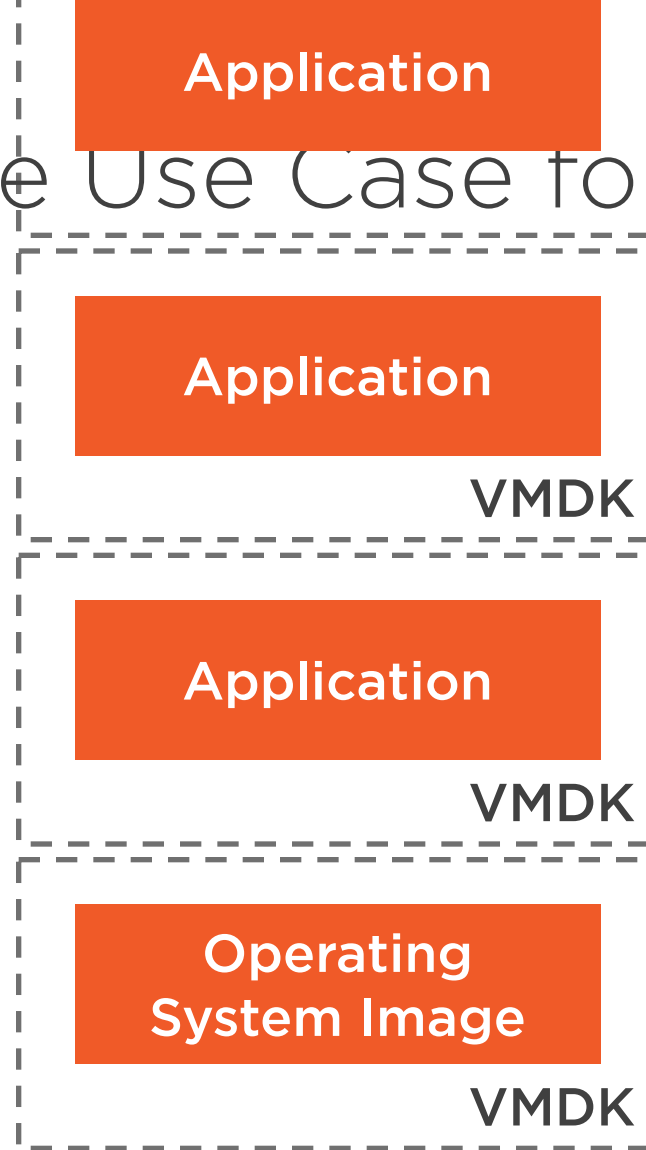 Application
e Use Case fo
Application
VMDK
Application
VMDK
Operating
System Image
VMDK